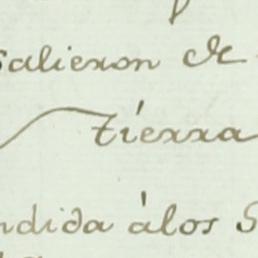 salieron de
tierra
ndida álos S